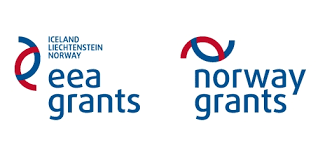 ICELAND
LIECHTENSTEIN
NORWAY
eea
grants
norway
grants